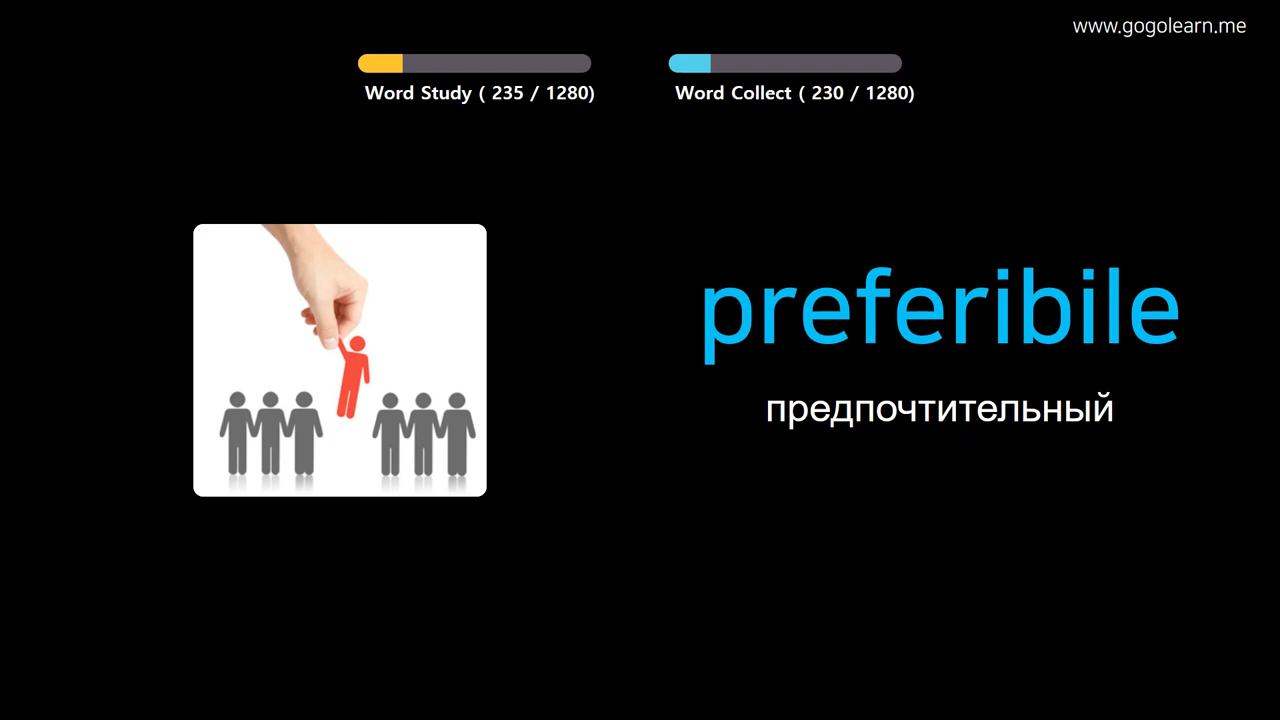 www.gogolearn.me
Word Study ( 235 / 1280)
Word Collect ( 230 / 1280)
preferibile
предпочтительный